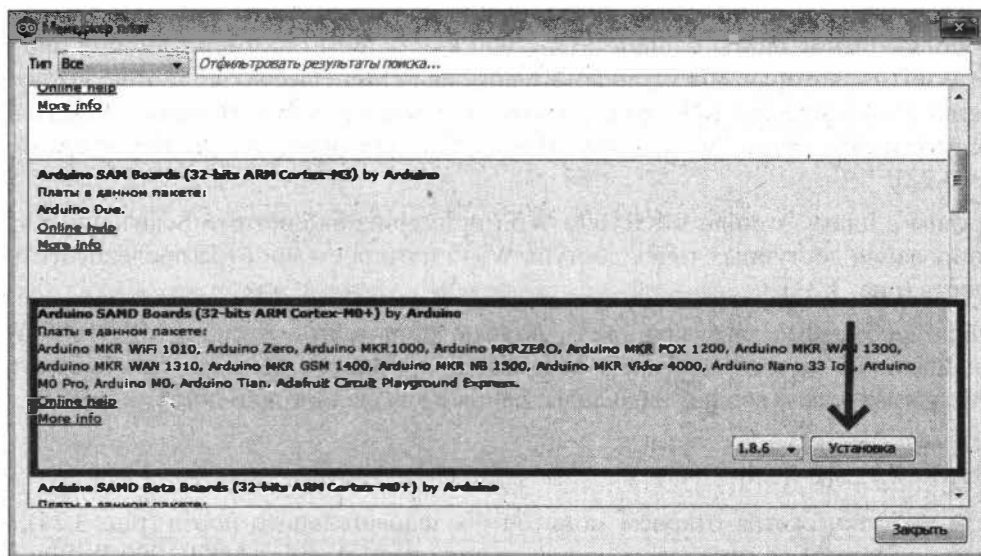 Менеджер плат
Тип Все Отфильтровать результаты поиска...
Online help
More info
Arduino SAM Boards (32-bits ARM Cortex-M3) by Arduino
Платы в данном пакете:
Arduino Due.
Online help
More info
Arduino SAMD Boards (32-bits ARM Cortex-M0+) by Arduino
Платы в данном пакете:
Arduino MKR WiFi 1010, Arduino Zero, Arduino MKR1000, Arduino MKRZERO, Arduino MKR FOX 1200, Arduino MKR WAN 1300,
Arduino MKR WAN 1310, Arduino MKR GSM 1400, Arduino MKR NB 1500, Arduino MKR Vidor 4000, Arduino Nano 33 IoT, Arduino
M0 Pro, Arduino M0, Arduino Tian, Adafruit Circuit Playground Express.
Online help
More info
1.8.6 Установка
Arduino SAMD Beta Boards (32-bits ARM Cortex-M0+) by Arduino
Платы в данном пакете:
Закрыть